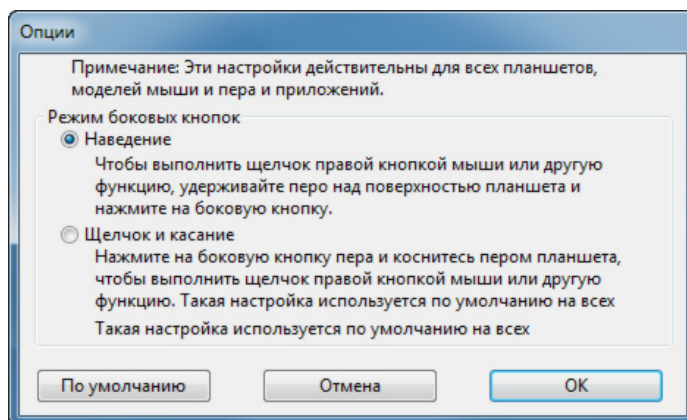 Опции
Примечание: Эти настройки действительны для всех планшетов,
моделей мыши и пера и приложений.
Режим боковых кнопок
Наведение
Чтобы выполнить щелчок правой кнопкой мыши или другую
функцию, удерживайте перо над поверхностью планшета и
нажмите на боковую кнопку.
Щелчок и касание
Нажмите на боковую кнопку пера и коснитесь пером планшета,
чтобы выполнить щелчок правой кнопкой мыши или другую
функцию. Такая настройка используется по умолчанию на всех
Такая настройка используется по умолчанию на всех
По умолчанию
Отмена
OK